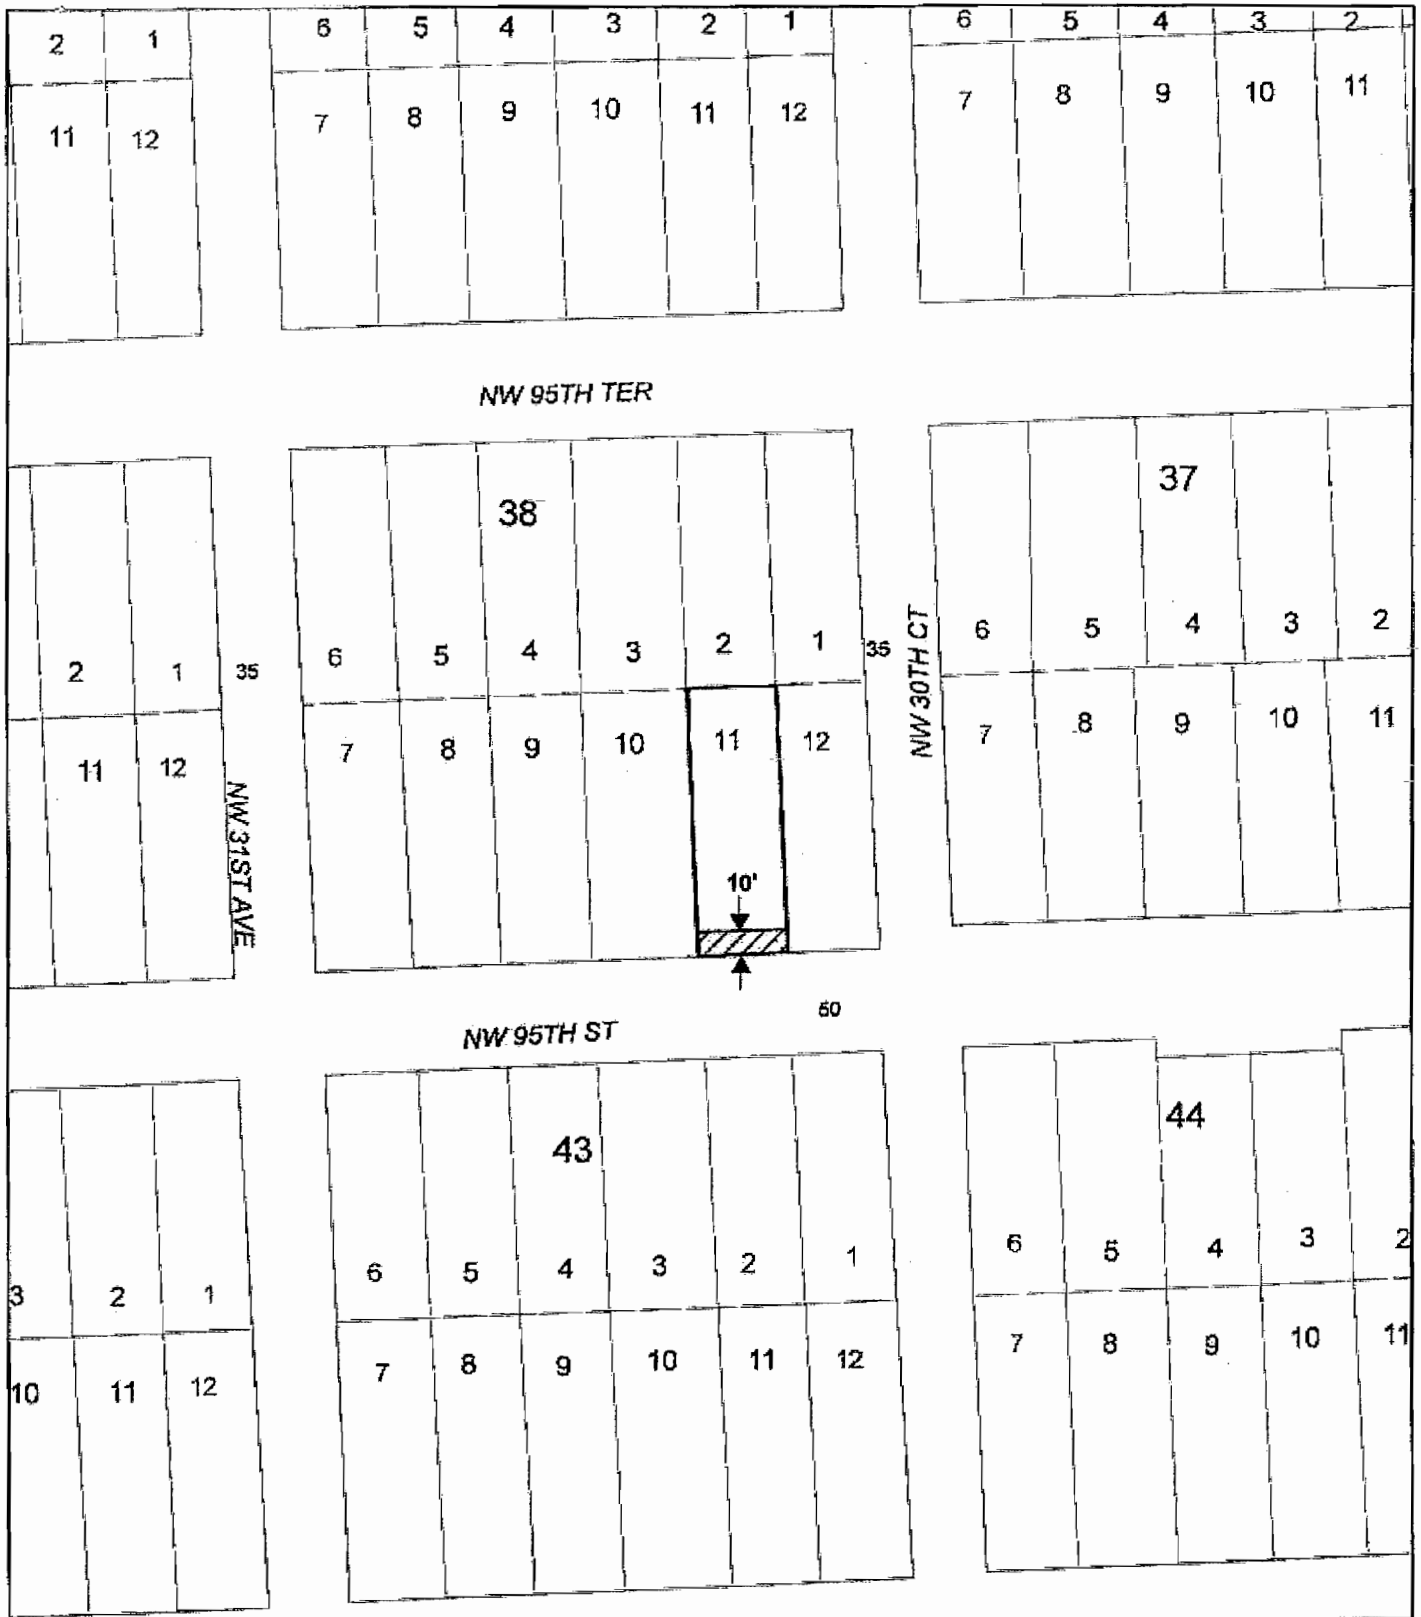 2 1 6 5 4 3 2 1 6 5 4 3 2
11 12 7 8 9 10 11 12 7 8 9 10 11
NW 95TH TER
38 37
2 1 35 6 5 4 3 2 1 35 NW 30TH CT 6 5 4 3 2
11 12 7 8 9 10 11 12 7 8 9 10 11
NW 31ST AVE
10'
50
NW 95TH ST
43 44
3 2 1 6 5 4 3 2 1 6 5 4 3 2
10 11 12 7 8 9 10 11 12 7 8 9 10 11